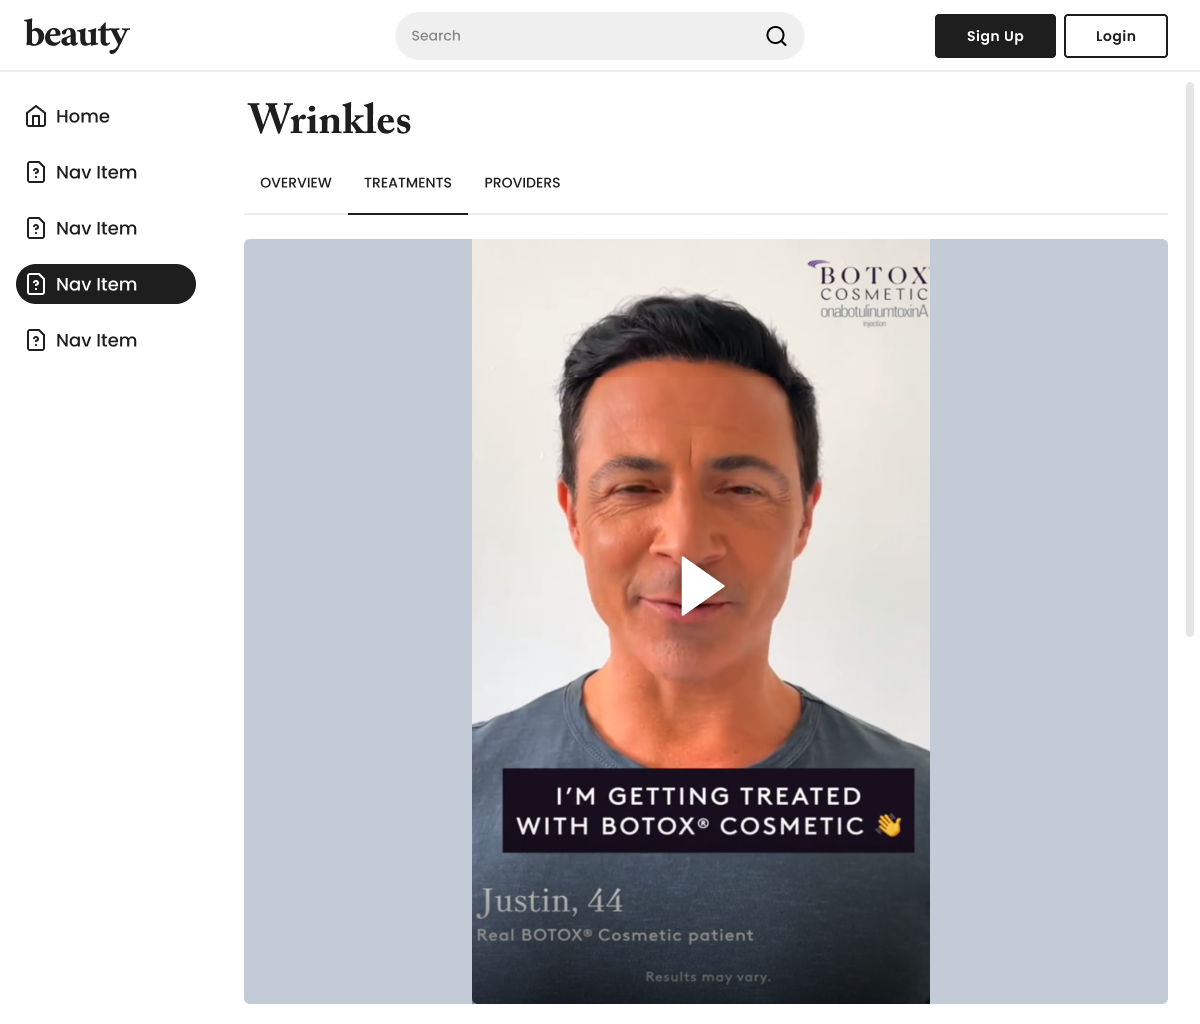 beauty
Search
Sign Up
Login
Home
Nav Item
Nav Item
Nav Item
Nav Item
Wrinkles
OVERVIEW
TREATMENTS
PROVIDERS
BOTOX
COSMETIC
onabotulinumtoxinA
injection
I'M GETTING TREATED
WITH BOTOX® COSMETIC 👋
Justin, 44
Real BOTOX® Cosmetic patient
Results may vary.